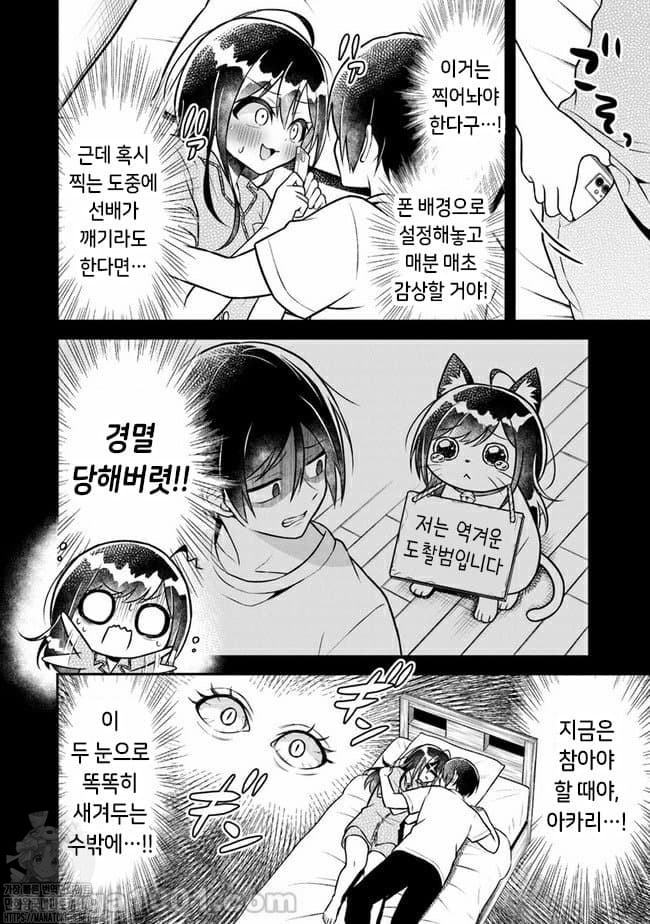 이거는
찍어놔야
한다구…!
폰 배경으로
설정해놓고
매분 매초
감상할 거야!
근데 혹시
찍는 도중에
선배가
깨기라도
한다면…
경멸
당해버렷!!
저는 역겨운
도촬범입니다
지금은
참아야
할 때야,
아카리…!
이
두 눈으로
똑똑히
새겨두는
수밖에…!!